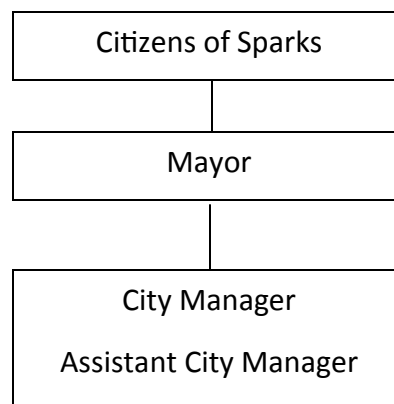 Citizens of Sparks
Mayor
City Manager
Assistant City Manager